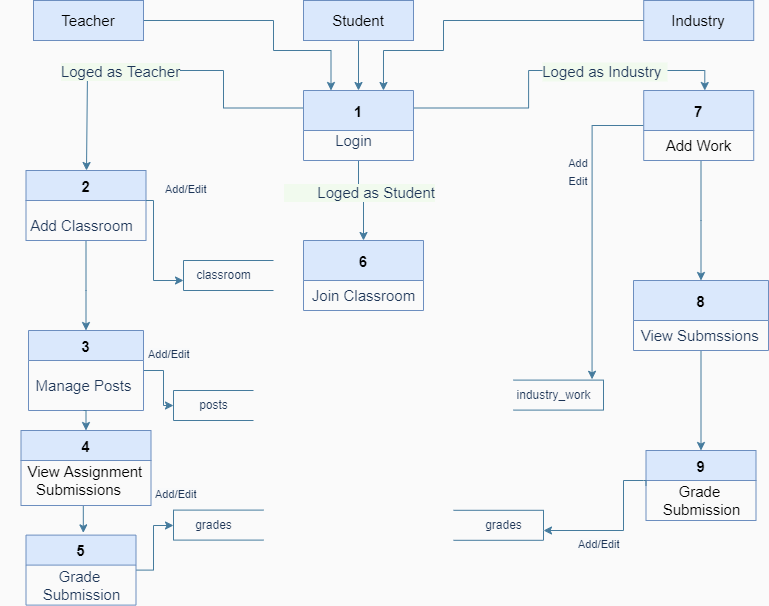 Teacher
Student
Industry
Loged as Teacher
Loged as Industry
1
Login
7
Add Work
Add
Edit
2
Add Classroom
Add/Edit
Loged as Student
classroom
6
Join Classroom
8
View Submssions
3
Manage Posts
Add/Edit
posts
industry_work
4
View Assignment
Submissions
Add/Edit
grades
9
Grade
Submission
grades
Add/Edit
5
Grade
Submission